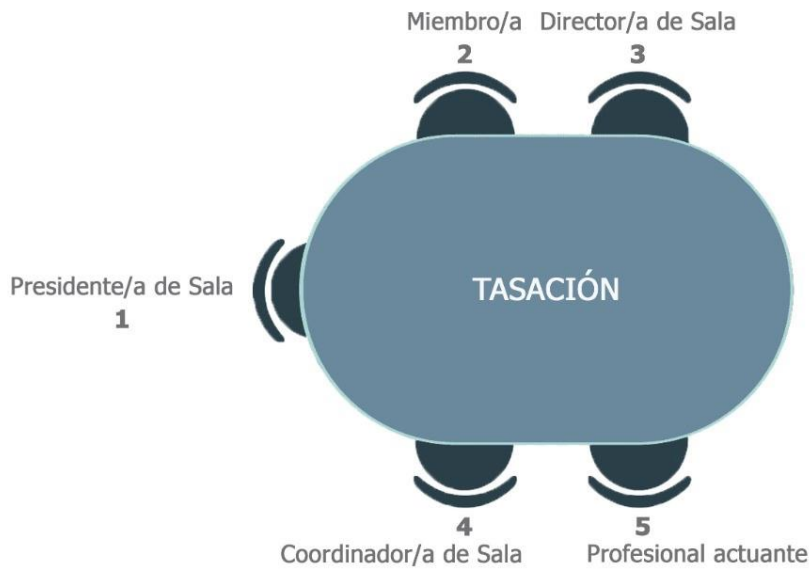 Miembro/a
2
Director/a de Sala
3
Presidente/a de Sala
1
TASACIÓN
4
Coordinador/a de Sala
5
Profesional actuante